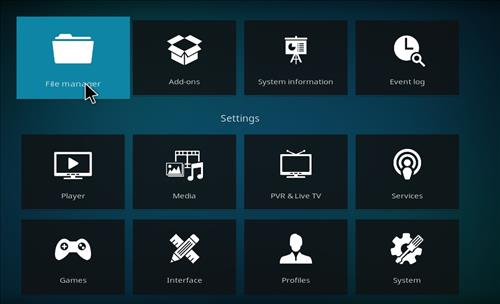 File manager
Add-ons
System information
Event log
Settings
Player
Media
PVR & Live TV
Services
Games
Interface
Profiles
System